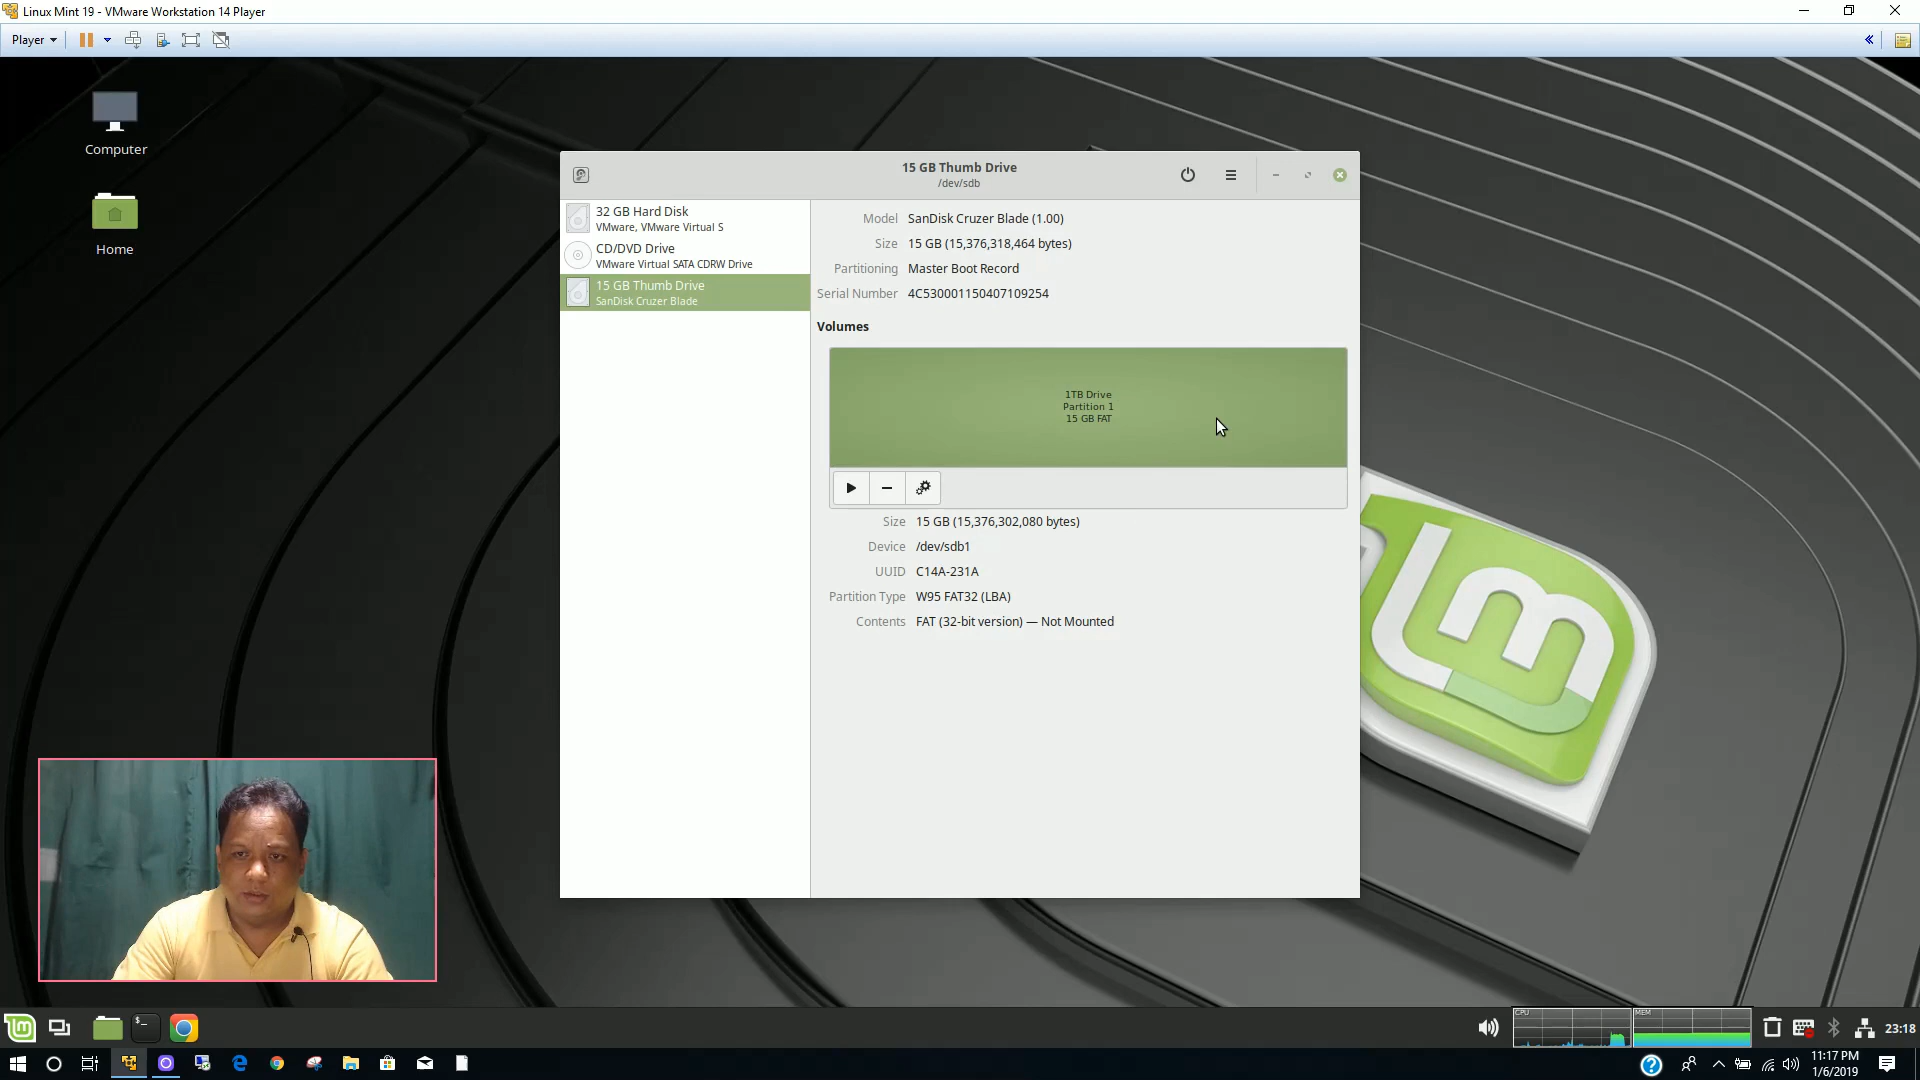 Linux Mint 19 - VMware Workstation 14 Player
Player
Computer
Home
15 GB Thumb Drive
/dev/sdb
32 GB Hard Disk
VMware, VMware Virtual S
CD/DVD Drive
VMware Virtual SATA CDRW Drive
15 GB Thumb Drive
SanDisk Cruzer Blade
Model SanDisk Cruzer Blade (1.00)
Size 15 GB (15,376,318,464 bytes)
Partitioning Master Boot Record
Serial Number 4C530001150407109254
Volumes
1TB Drive
Partition 1
15 GB FAT
Size 15 GB (15,376,302,080 bytes)
Device /dev/sdb1
UUID C14A-231A
Partition Type W95 FAT32 (LBA)
Contents FAT (32-bit version) — Not Mounted
CPU
MEM
23:18
11:17 PM
1/6/2019